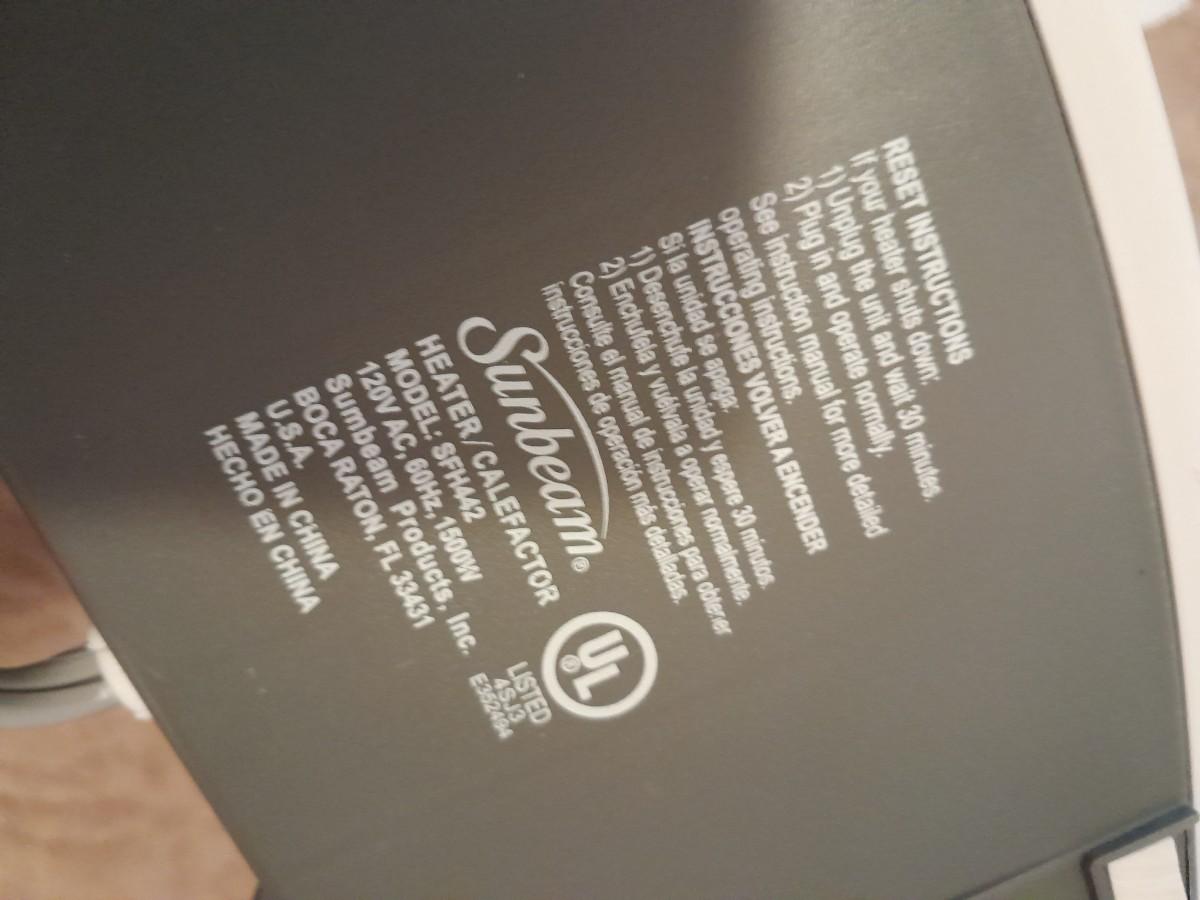 RESET INSTRUCTIONS
If your heater shuts down:
1) Unplug the unit and wait 30 minutes.
2) Plug in and operate normally.
See instruction manual for more detailed
operating instructions.
INSTRUCCIONES VOLVER A ENCENDER
Si la unidad se apaga:
1) Desenchufe la unidad y espere 30 minutos.
2) Enchufela y vuelvala a operar normalmente.
Consulte el manual de instrucciones para obtener
instrucciones de operación más detalladas.
Sunbeam®
HEATER / CALEFACTOR
MODEL: SFH442
120V AC, 60Hz, 1500W
Sumbeam Products, Inc.
BOCA RATON, FL 33431
U.S.A.
MADE IN CHINA
HECHO EN CHINA
UL®
LISTED
4SJ3
E352494